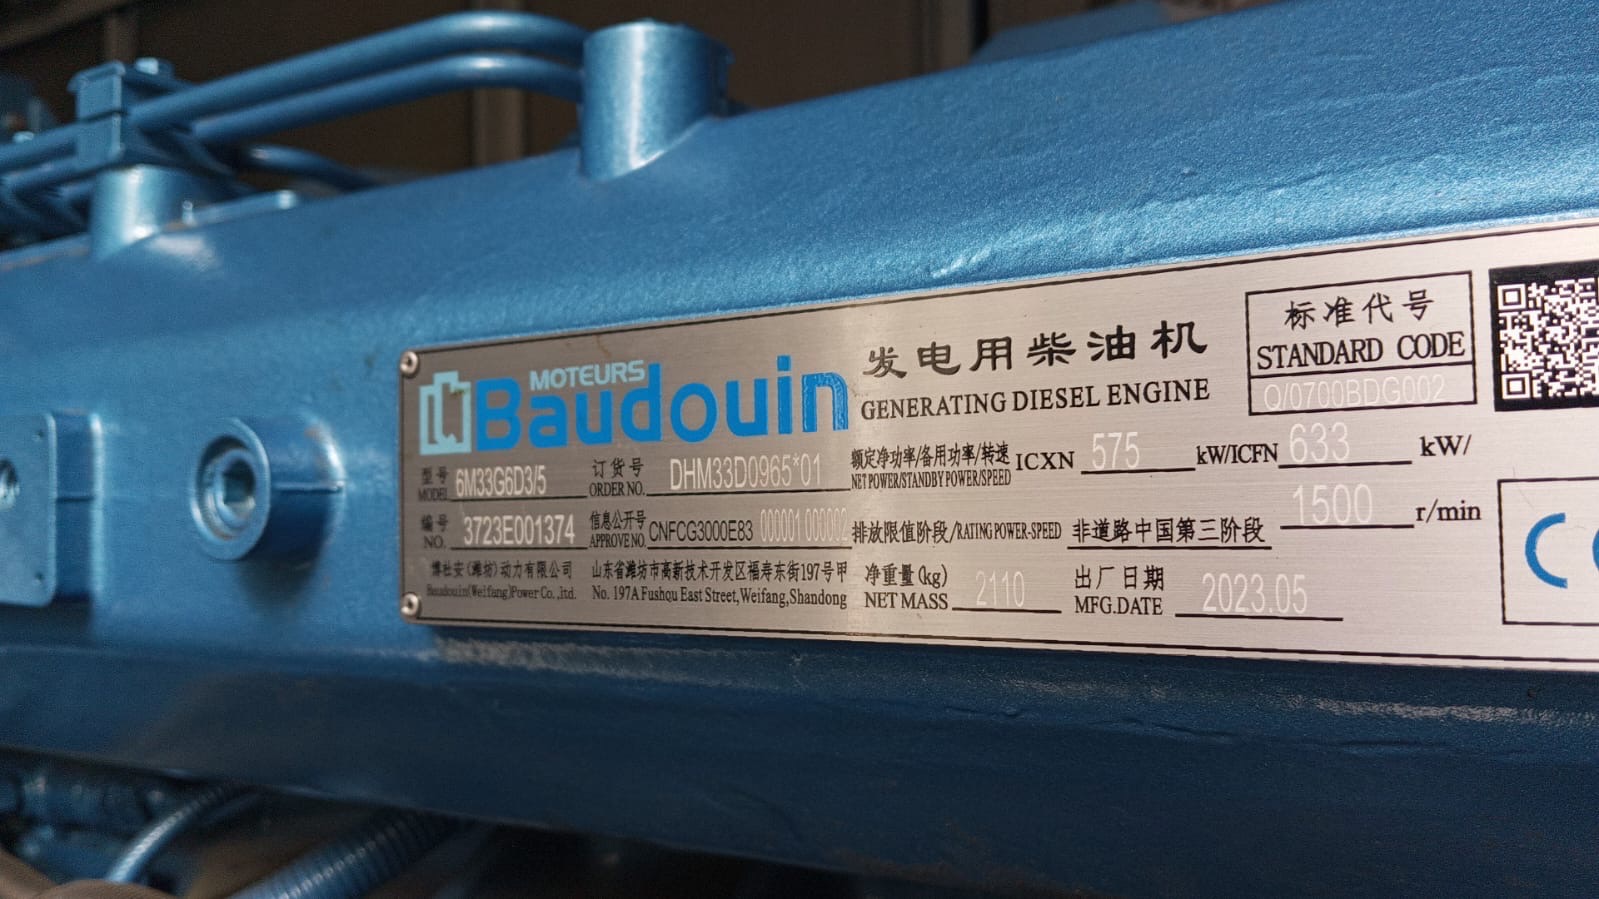 MOTEURS
Baudouin
发电用柴油机
GENERATING DIESEL ENGINE
标准代号
STANDARD CODE
Q/0700BDG002
型号
MODEL 6M33G6D3/5
订货号
ORDER NO. DHM33D0965*01
额定净功率/备用功率/转速
NET POWER/STANDBY POWER/SPEED
ICXN 575 kW/ICFN 633 kW/
1500 r/min
编号
NO. 3723E001374
信息公开号
APPROVE NO. CNFCG3000E83 000001 000002
排放限值阶段/RATING POWER-SPEED 非道路中国第三阶段
博杜安(潍坊)动力有限公司
Baudouin(Weifang)Power Co.,ltd.
山东省潍坊市高新技术开发区福寿东街197号甲
No. 197A Fushou East Street,Weifang,Shandong
净重量(kg)
NET MASS 2110
出厂日期
MFG.DATE 2023.05